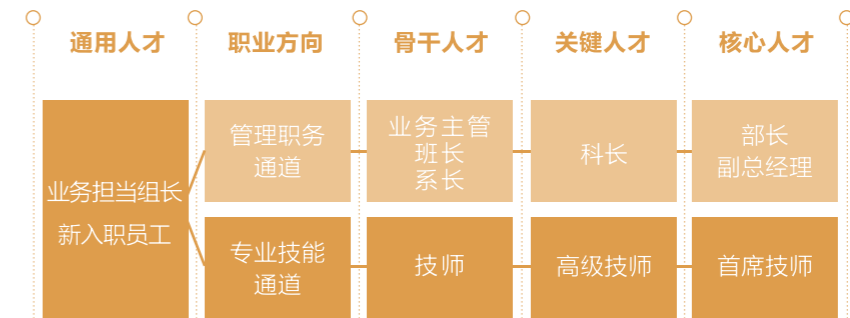 通用人才
职业方向
骨干人才
关键人才
核心人才
业务担当组长
新入职员工
管理职务
通道
业务主管
班长
系长
科长
部长
副总经理
专业技能
通道
技师
高级技师
首席技师